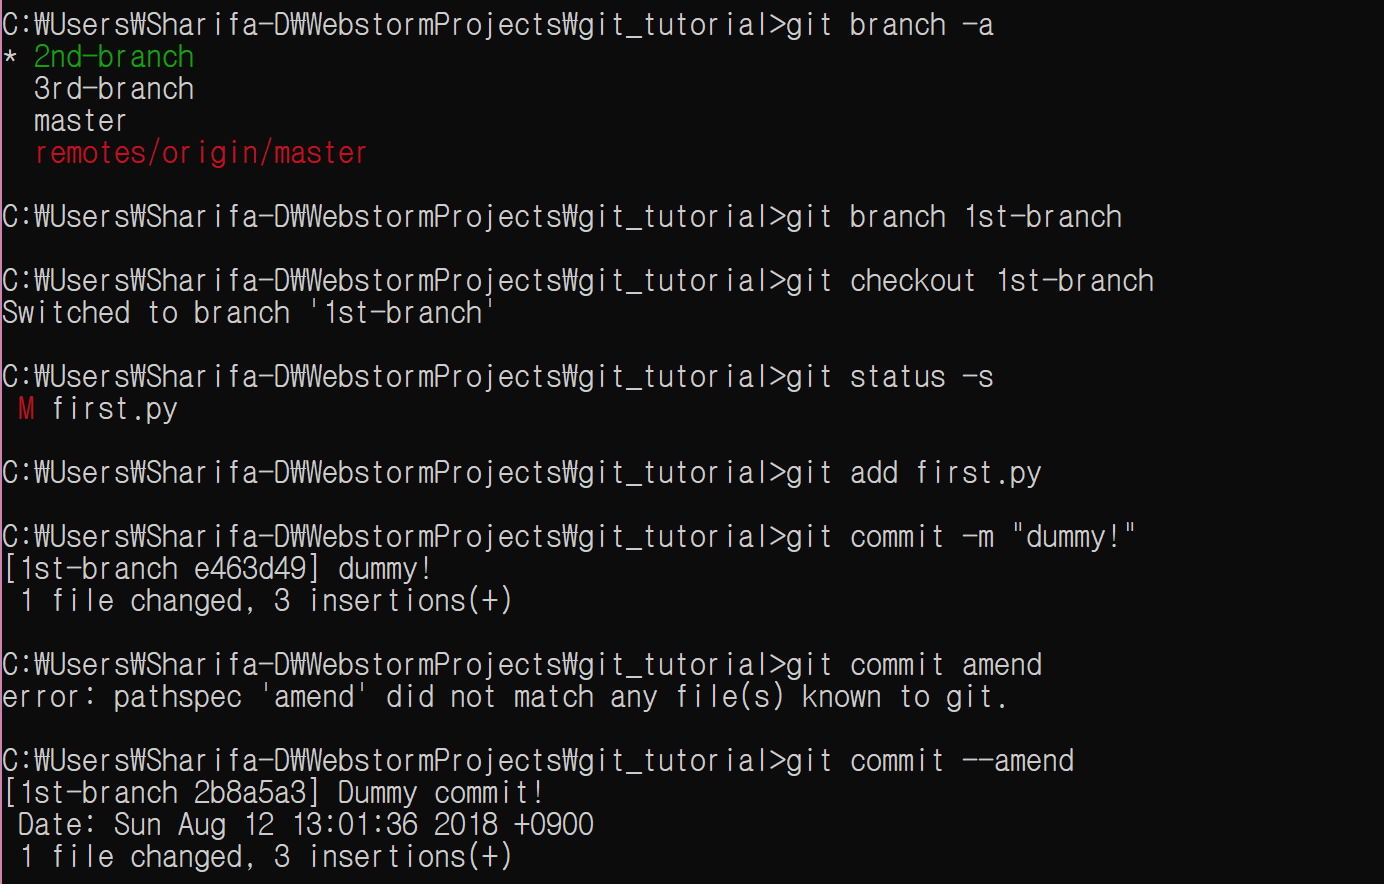 C:₩Users₩Sharifa-D₩WebstormProjects₩git_tutorial>git branch -a
* 2nd-branch
  3rd-branch
  master
  remotes/origin/master
C:₩Users₩Sharifa-D₩WebstormProjects₩git_tutorial>git branch 1st-branch
C:₩Users₩Sharifa-D₩WebstormProjects₩git_tutorial>git checkout 1st-branch
Switched to branch '1st-branch'
C:₩Users₩Sharifa-D₩WebstormProjects₩git_tutorial>git status -s
 M first.py
C:₩Users₩Sharifa-D₩WebstormProjects₩git_tutorial>git add first.py
C:₩Users₩Sharifa-D₩WebstormProjects₩git_tutorial>git commit -m "dummy!"
[1st-branch e463d49] dummy!
 1 file changed, 3 insertions(+)
C:₩Users₩Sharifa-D₩WebstormProjects₩git_tutorial>git commit amend
error: pathspec 'amend' did not match any file(s) known to git.
C:₩Users₩Sharifa-D₩WebstormProjects₩git_tutorial>git commit --amend
[1st-branch 2b8a5a3] Dummy commit!
 Date: Sun Aug 12 13:01:36 2018 +0900
 1 file changed, 3 insertions(+)